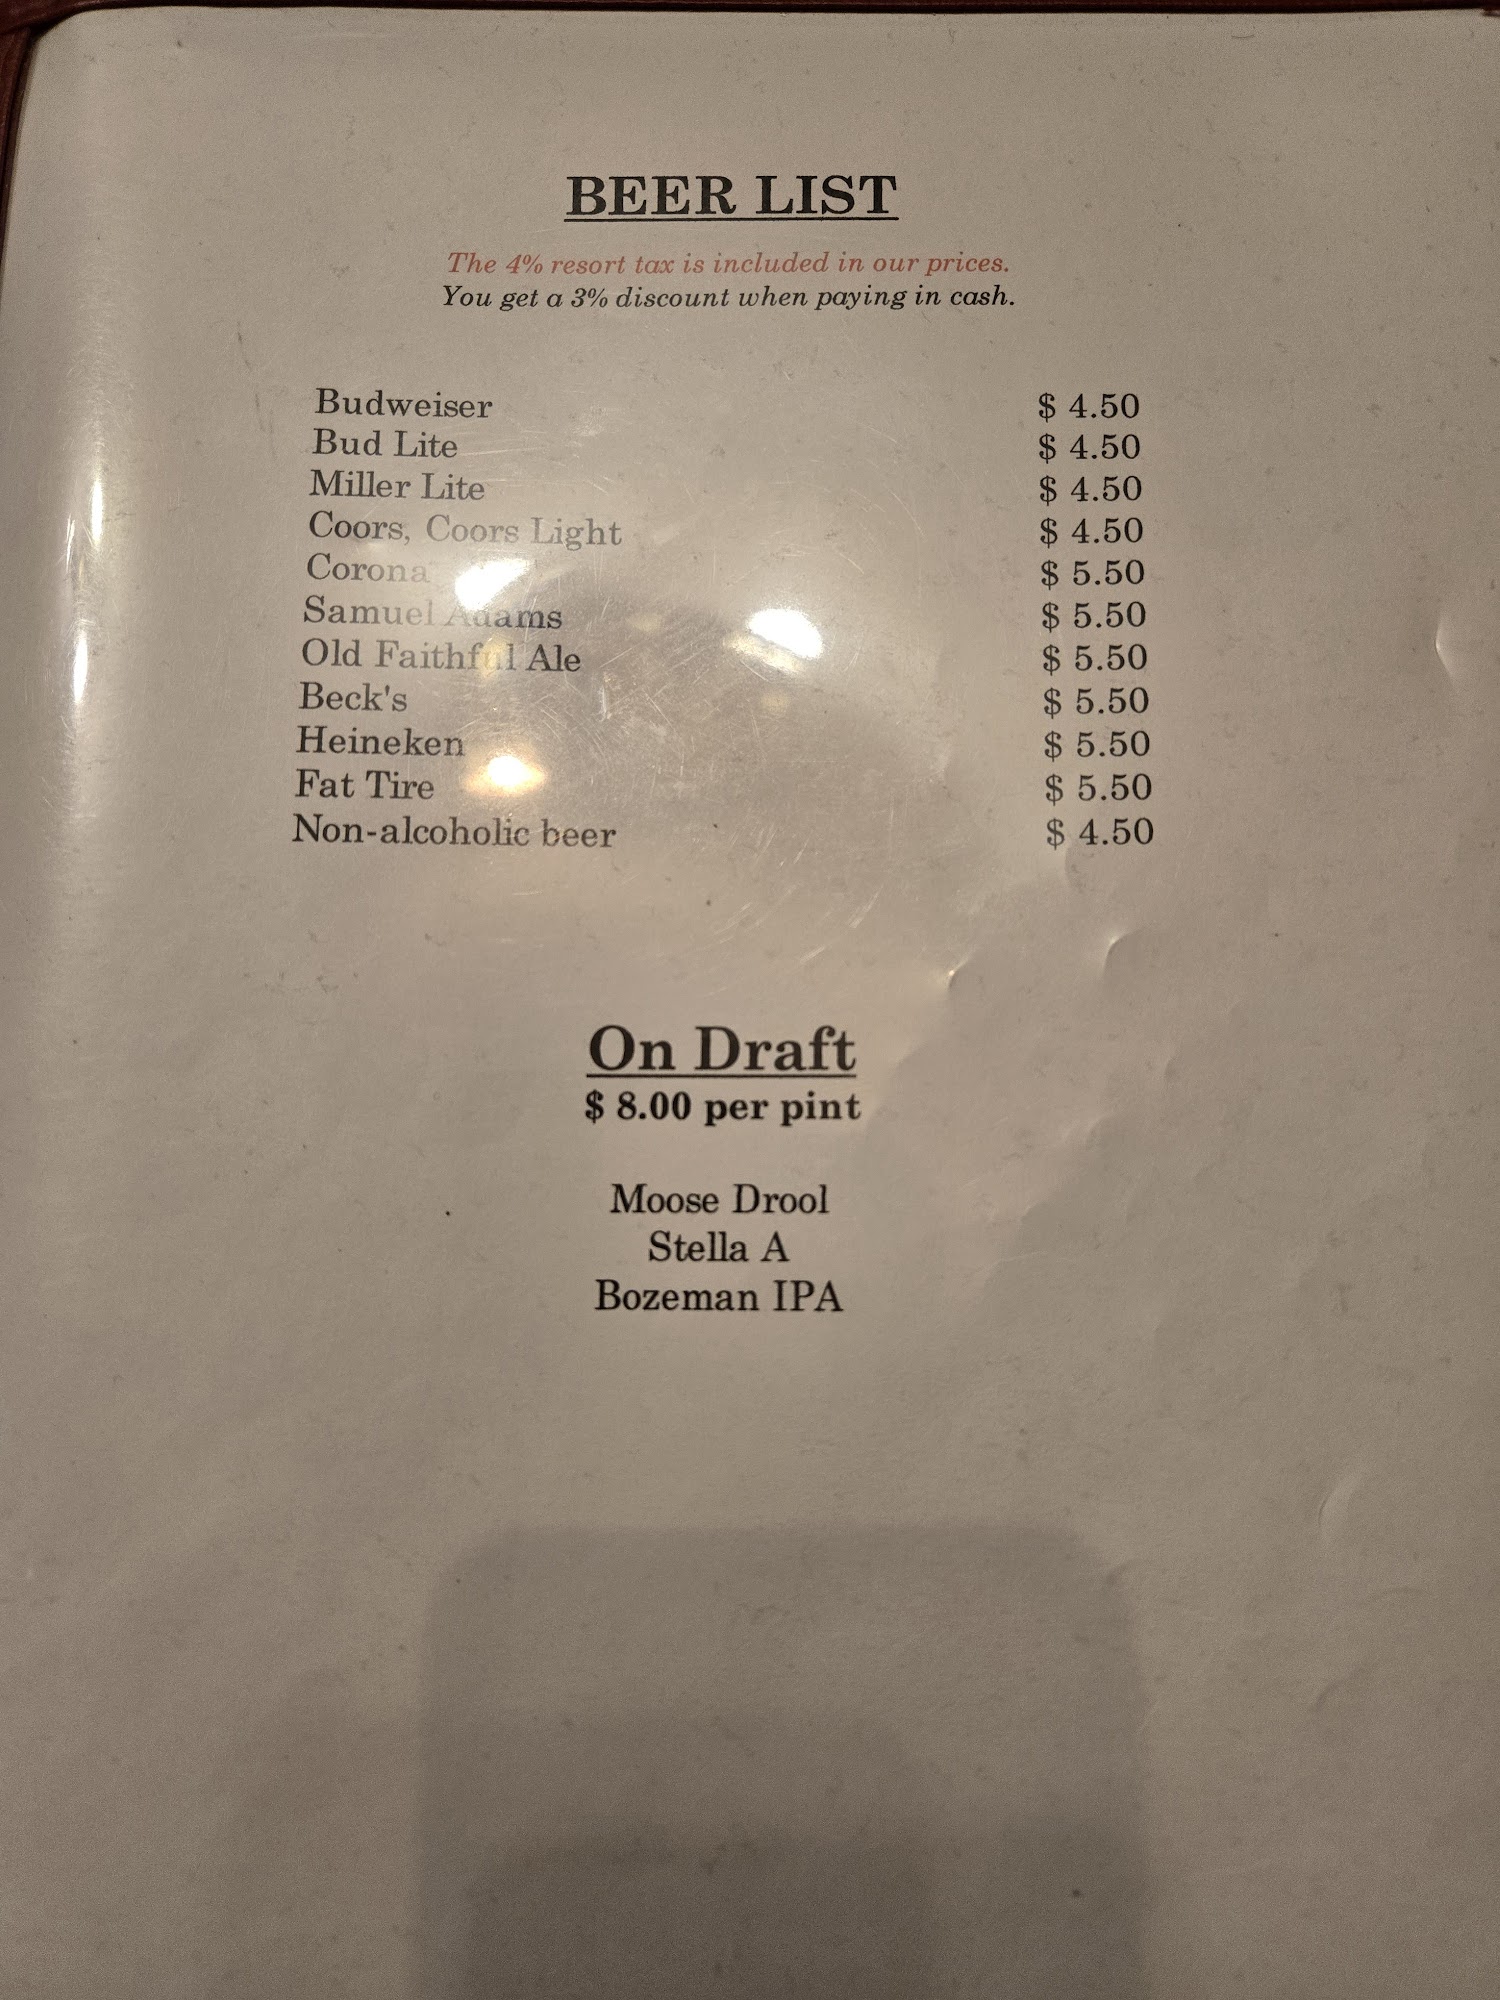 BEER LIST
The 4% resort tax is included in our prices.
You get a 3% discount when paying in cash.
Budweiser $ 4.50
Bud Lite $ 4.50
Miller Lite $ 4.50
Coors, Coors Light $ 4.50
Corona $ 5.50
Samuel Adams $ 5.50
Old Faithful Ale $ 5.50
Beck's $ 5.50
Heineken $ 5.50
Fat Tire $ 5.50
Non-alcoholic beer $ 4.50
On Draft
$ 8.00 per pint
Moose Drool
Stella A
Bozeman IPA